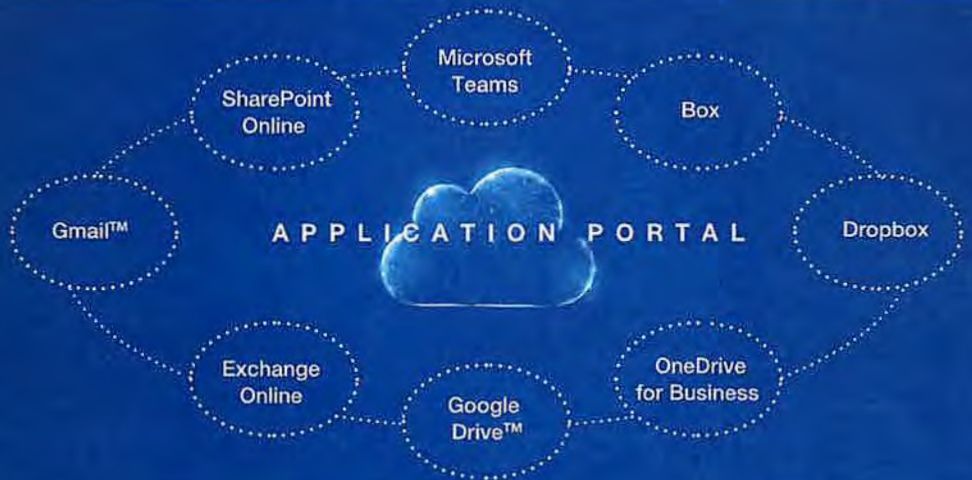 Microsoft
Teams
SharePoint
Online
Box
Gmail™
APPLICATION PORTAL
Dropbox
Exchange
Online
Google
Drive™
OneDrive
for Business